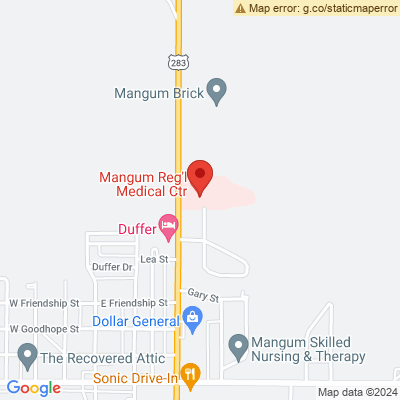 Map error: g.co/staticmaperror
283
Mangum Brick
Mangum Reg'l
Medical Ctr
Duffer
Lea St
Duffer Dr.
W Friendship St
E Friendship St
Gary St
Dollar General
W Goodhope St
Mangum Skilled
Nursing & Therapy
The Recovered Attic
Sonic Drive-In
Google
Map data ©2024